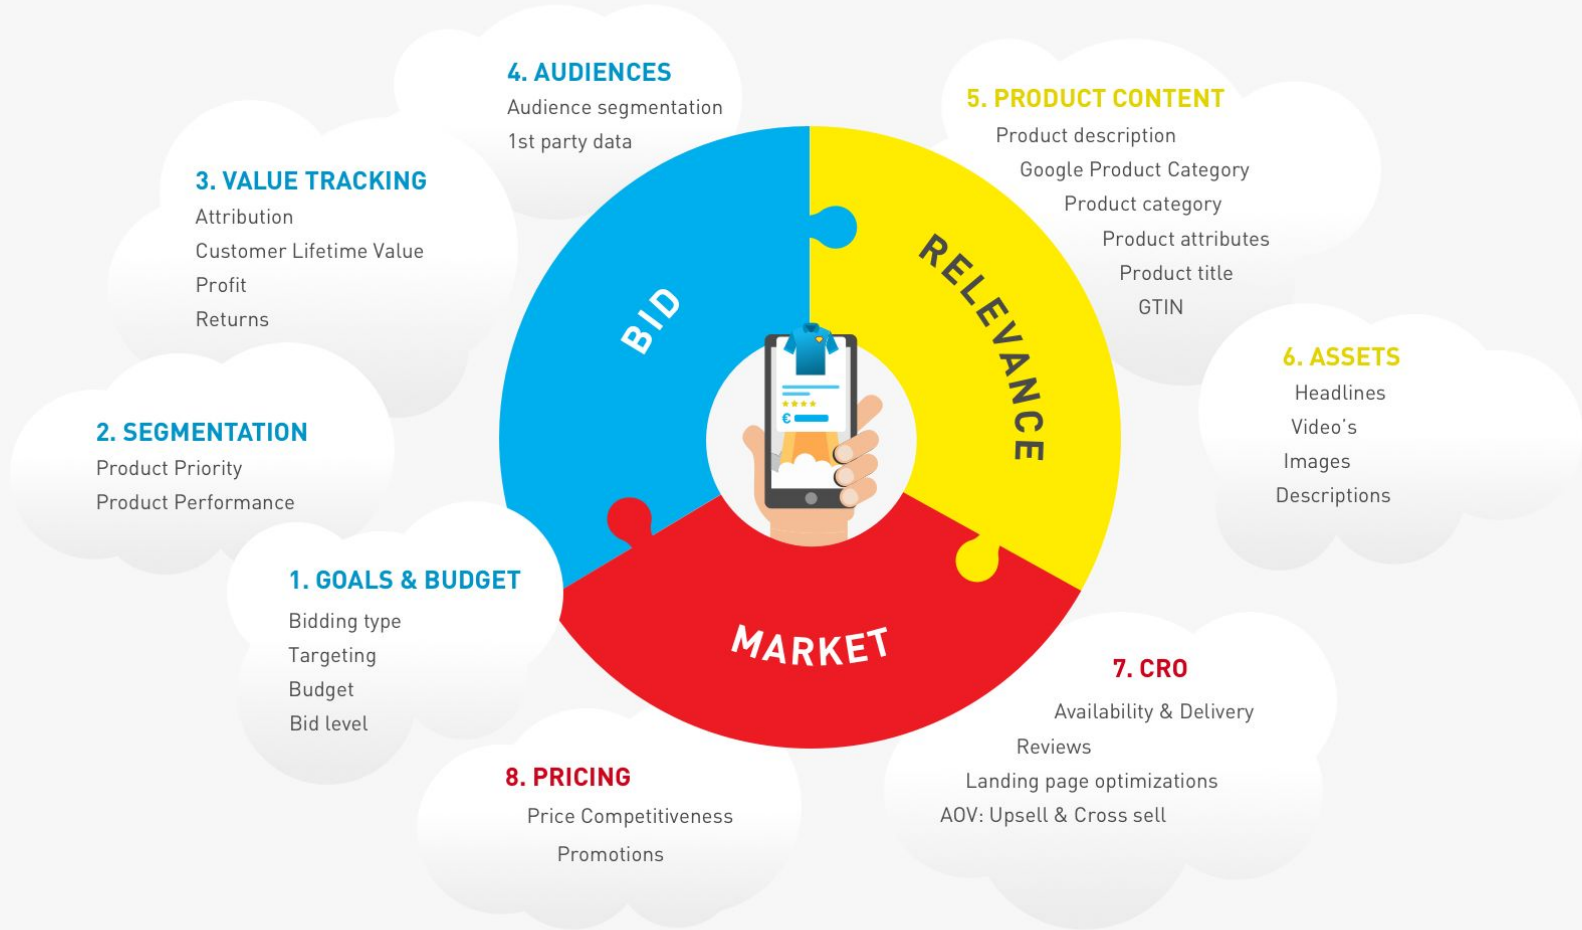 4. AUDIENCES
Audience segmentation
1st party data
5. PRODUCT CONTENT
Product description
Google Product Category
Product category
Product attributes
Product title
GTIN
3. VALUE TRACKING
Attribution
Customer Lifetime Value
Profit
Returns
BID
RELEVANCE
€
6. ASSETS
Headlines
Video's
Images
Descriptions
2. SEGMENTATION
Product Priority
Product Performance
1. GOALS & BUDGET
Bidding type
Targeting
Budget
Bid level
MARKET
7. CRO
Availability & Delivery
Reviews
Landing page optimizations
AOV: Upsell & Cross sell
8. PRICING
Price Competitiveness
Promotions